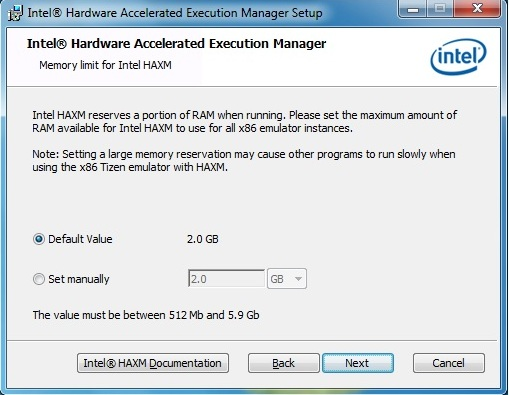 Intel® Hardware Accelerated Execution Manager Setup
Intel® Hardware Accelerated Execution Manager
Memory limit for Intel HAXM
intel
Intel HAXM reserves a portion of RAM when running. Please set the maximum amount of
RAM available for Intel HAXM to use for all x86 emulator instances.
Note: Setting a large memory reservation may cause other programs to run slowly when
using the x86 Tizen emulator with HAXM.
Default Value 2.0 GB
Set manually 2.0 GB
The value must be between 512 Mb and 5.9 Gb
Intel® HAXM Documentation Back Next Cancel